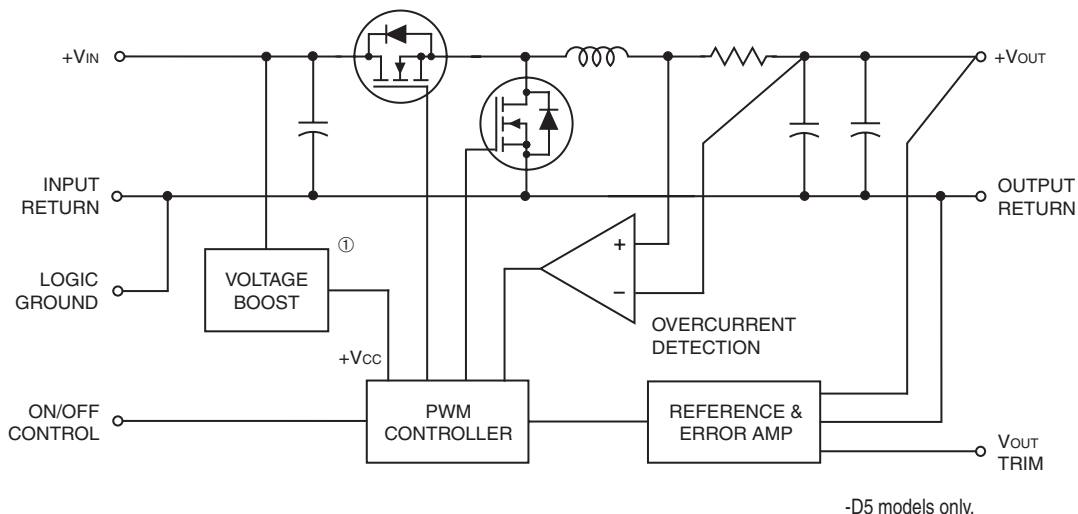 +VIN
+VOUT
INPUT
RETURN
OUTPUT
RETURN
①
LOGIC
GROUND
VOLTAGE
BOOST
+
−
OVERCURRENT
DETECTION
+VCC
ON/OFF
CONTROL
PWM
CONTROLLER
REFERENCE &
ERROR AMP
VOUT
TRIM
-D5 models only.